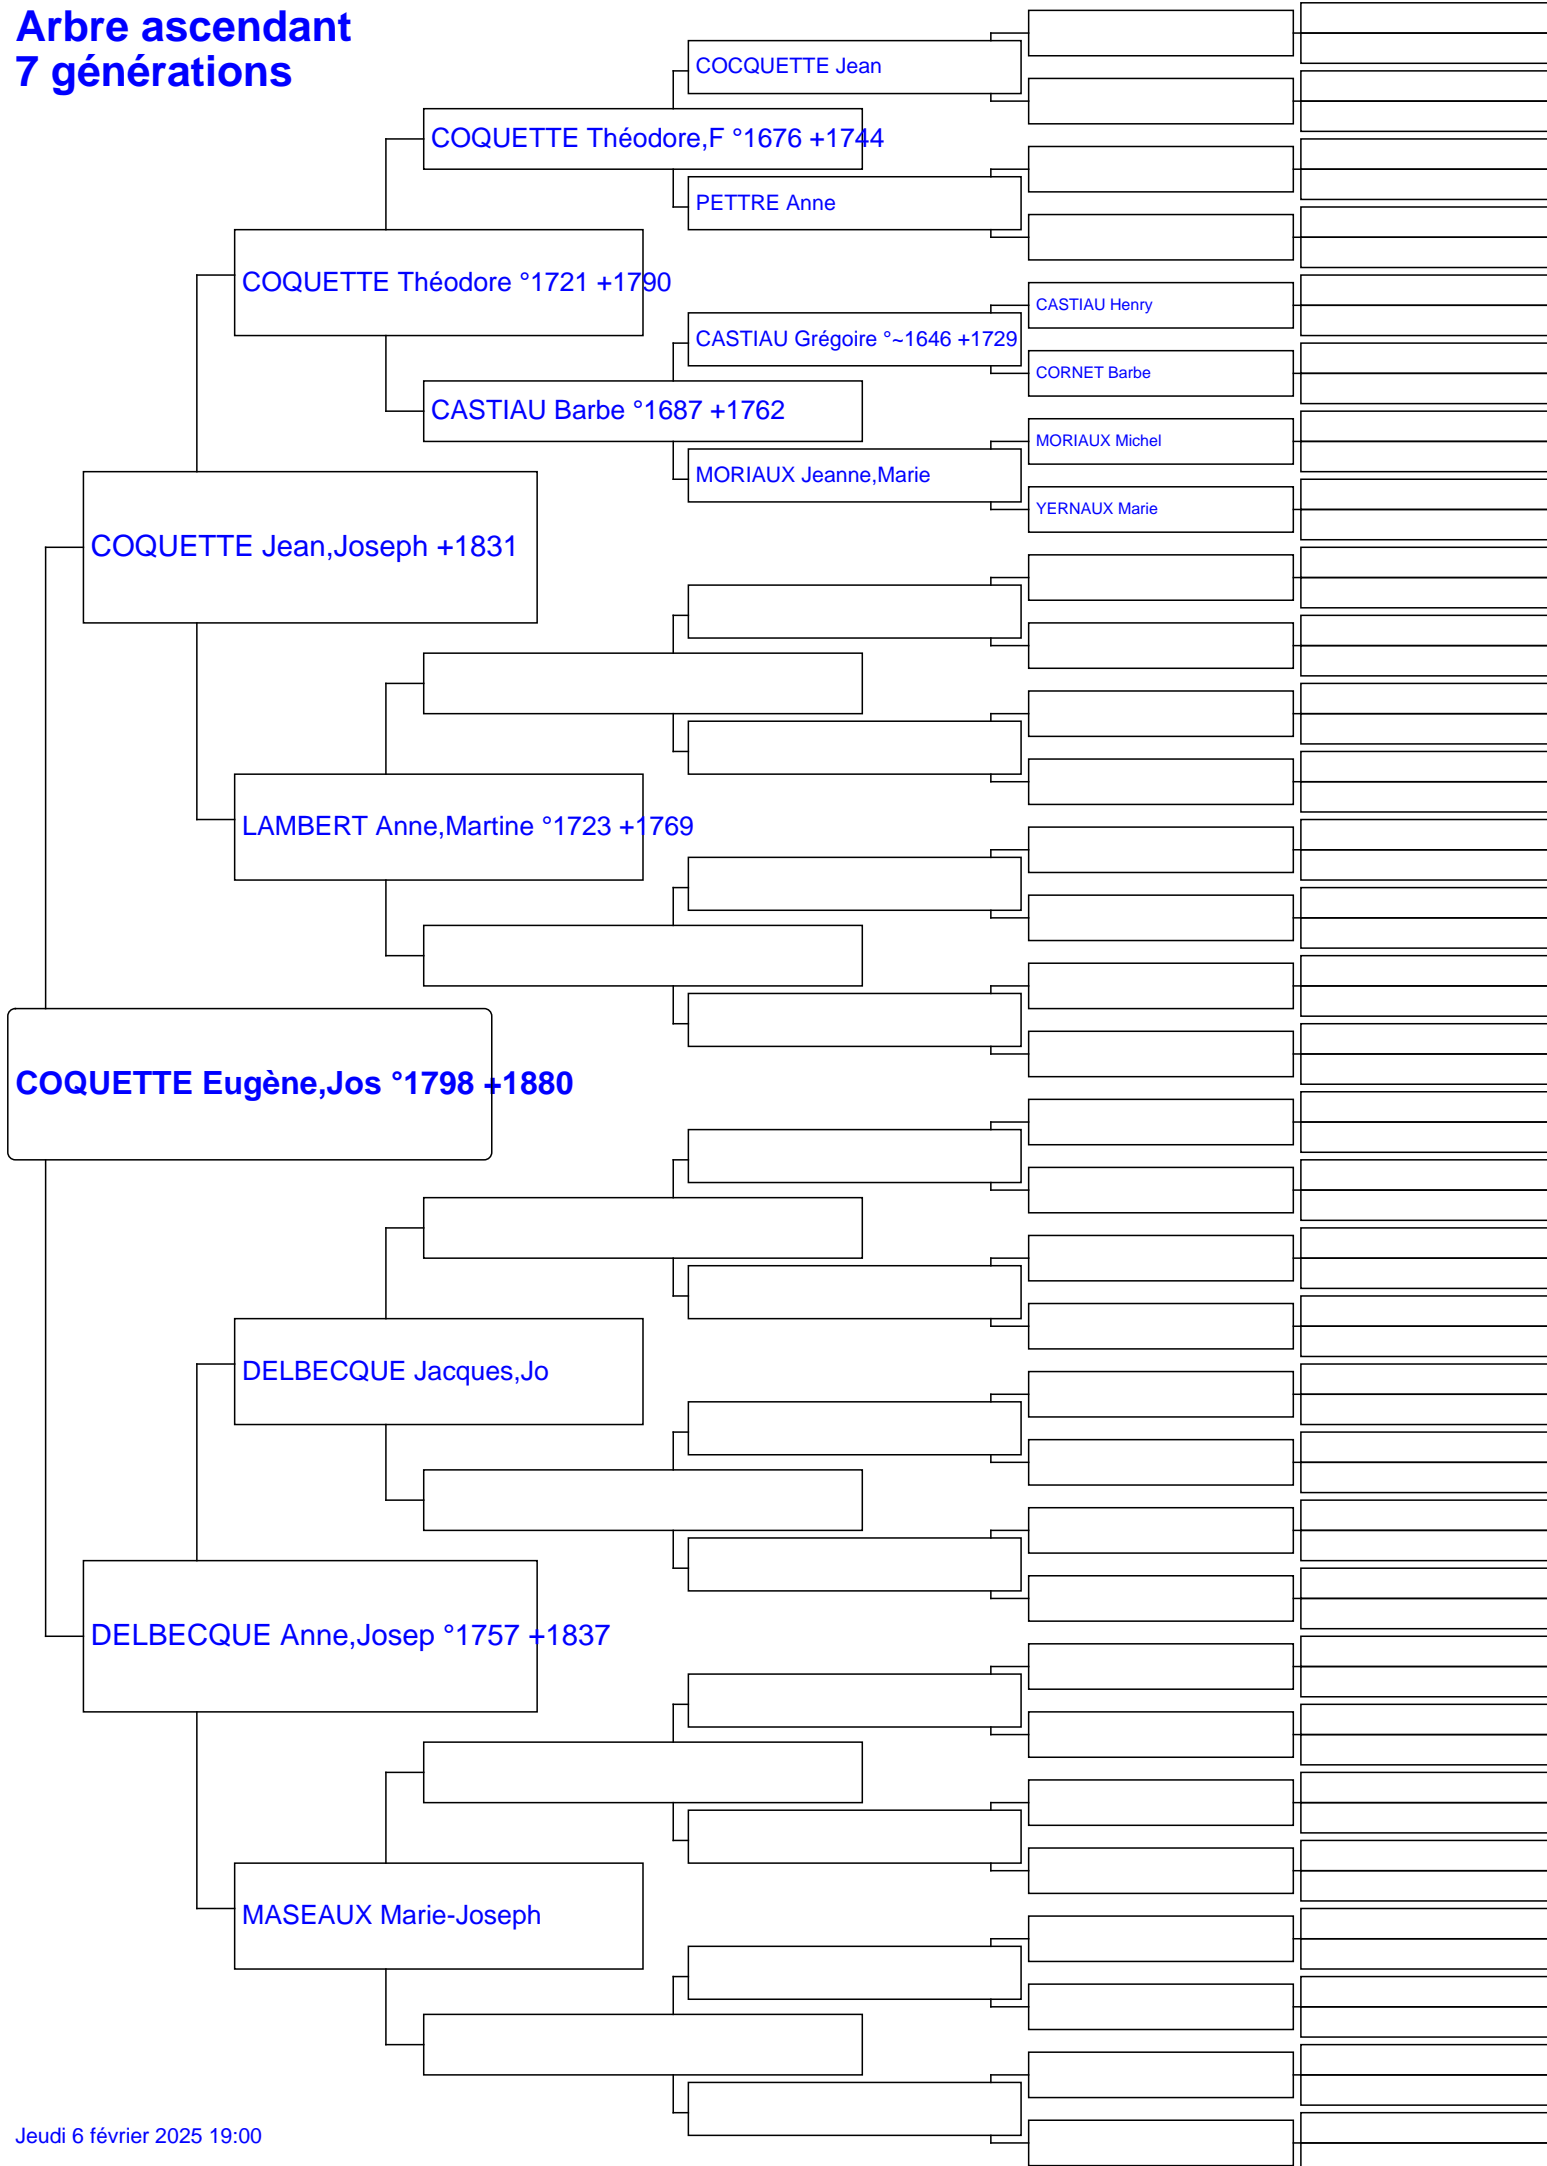 Arbre ascendant
7 générations
COCQUETTE Jean
COQUETTE Théodore,F °1676 +1744
PETTRE Anne
COQUETTE Théodore °1721 +1790
CASTIAU Henry
CASTIAU Grégoire °~1646 +1729
CORNET Barbe
CASTIAU Barbe °1687 +1762
MORIAUX Michel
MORIAUX Jeanne,Marie
YERNAUX Marie
COQUETTE Jean,Joseph +1831
LAMBERT Anne,Martine °1723 +1769
COQUETTE Eugène,Jos °1798 +1880
DELBECQUE Jacques,Jo
DELBECQUE Anne,Josep °1757 +1837
MASEAUX Marie-Joseph
Jeudi 6 février 2025 19:00